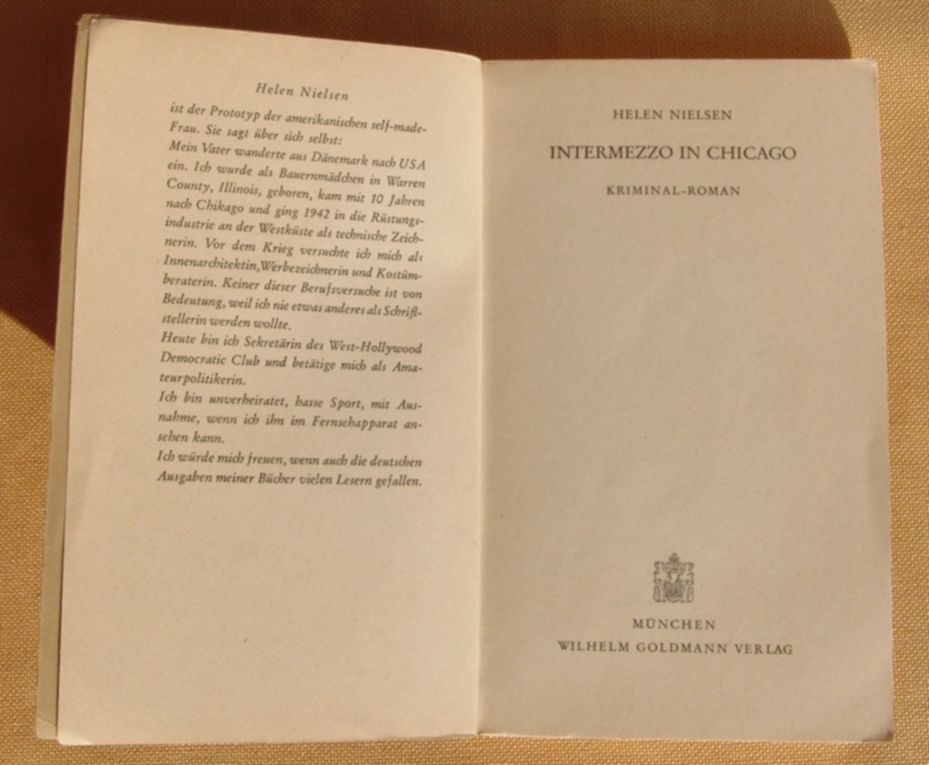 Helen Nielsen
ist der Prototyp der amerikanischen self-made-
Frau. Sie sagt über sich selbst:
Mein Vater wanderte aus Dänemark nach USA
ein. Ich wurde als Bauernmädchen in Warren
County, Illinois, geboren, kam mit 10 Jahren
nach Chikago und ging 1942 in die Rüstungs-
industrie an der Westküste als technische Zeich-
nerin. Vor dem Krieg versuchte ich mich als
Innenarchitektin,Werbezeichnerin und Kostüm-
beraterin. Keiner dieser Berufsversuche ist von
Bedeutung, weil ich nie etwas anderes als Schrift-
stellerin werden wollte.
Heute bin ich Sekretärin des West-Hollywood
Democratic Club und betätige mich als Ama-
teurpolitikerin.
Ich bin unverheiratet, hasse Sport, mit Aus-
nahme, wenn ich ihn im Fernsehapparat an-
sehen kann.
Ich würde mich freuen, wenn auch die deutschen
Ausgaben meiner Bücher vielen Lesern gefallen.
HELEN NIELSEN
INTERMEZZO IN CHICAGO
KRIMINAL-ROMAN
MÜNCHEN
WILHELM GOLDMANN VERLAG